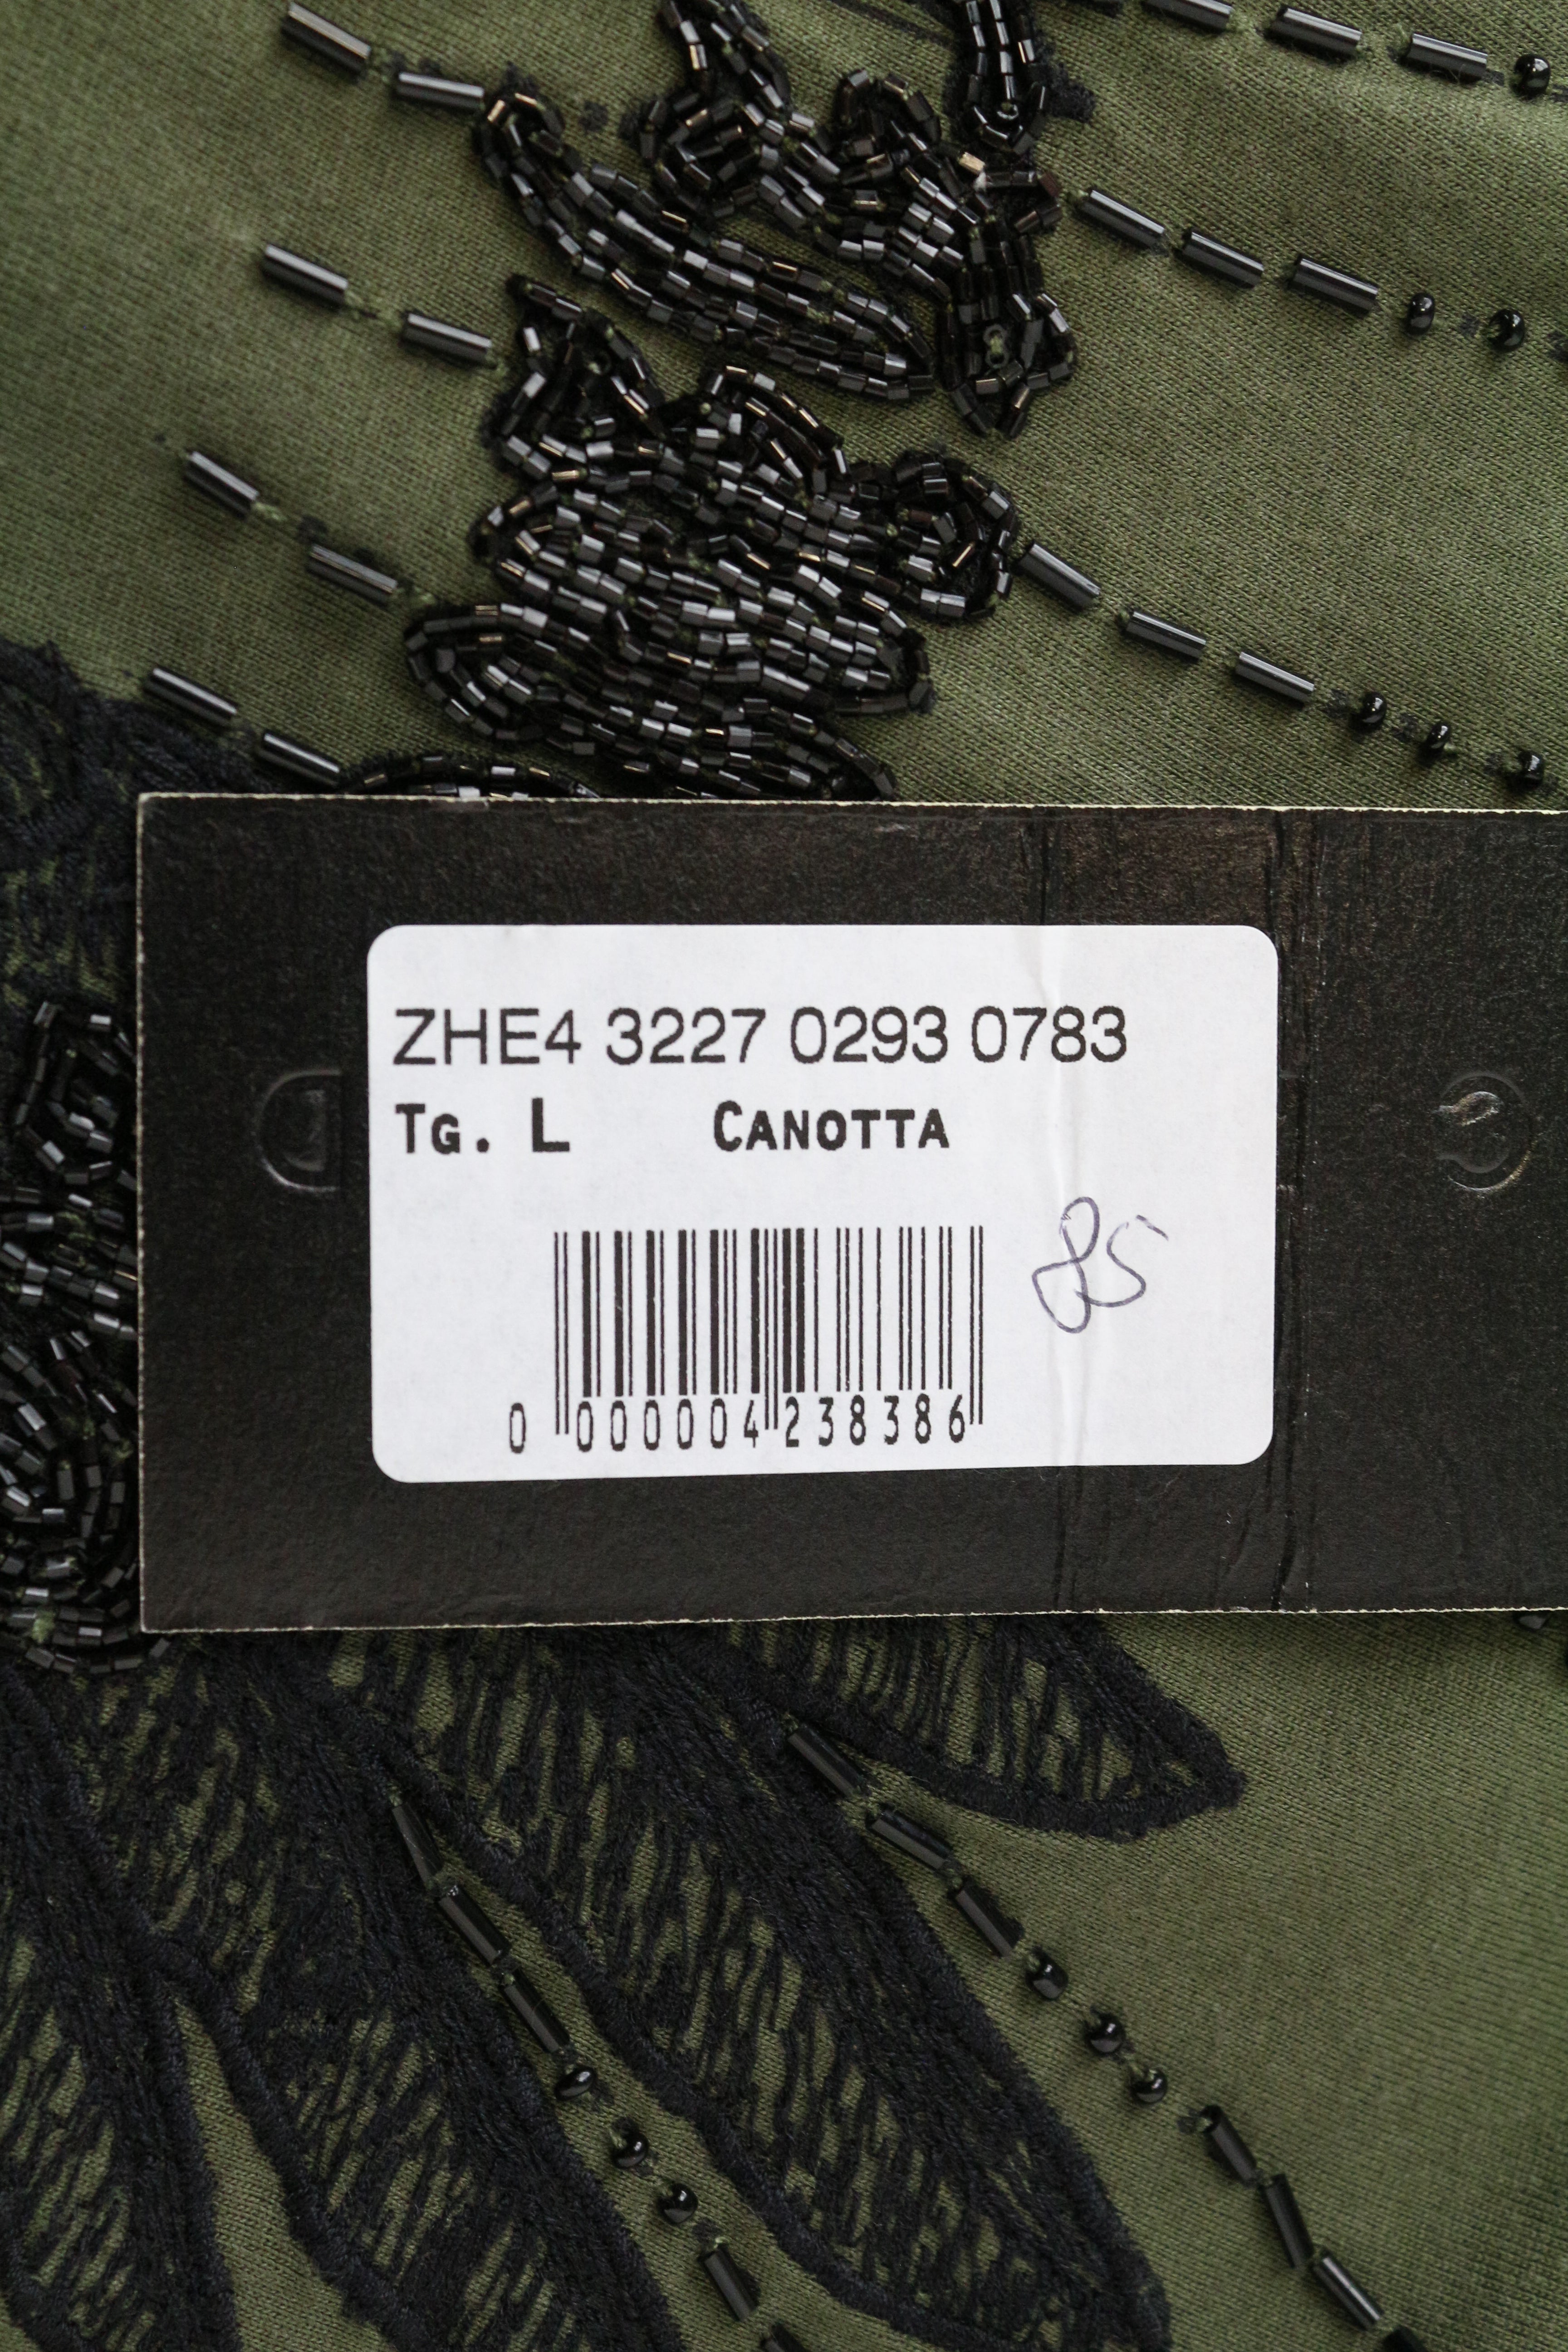 ZHE4 3227 0293 0783
TG. L CANOTTA
85
0 000004 238386